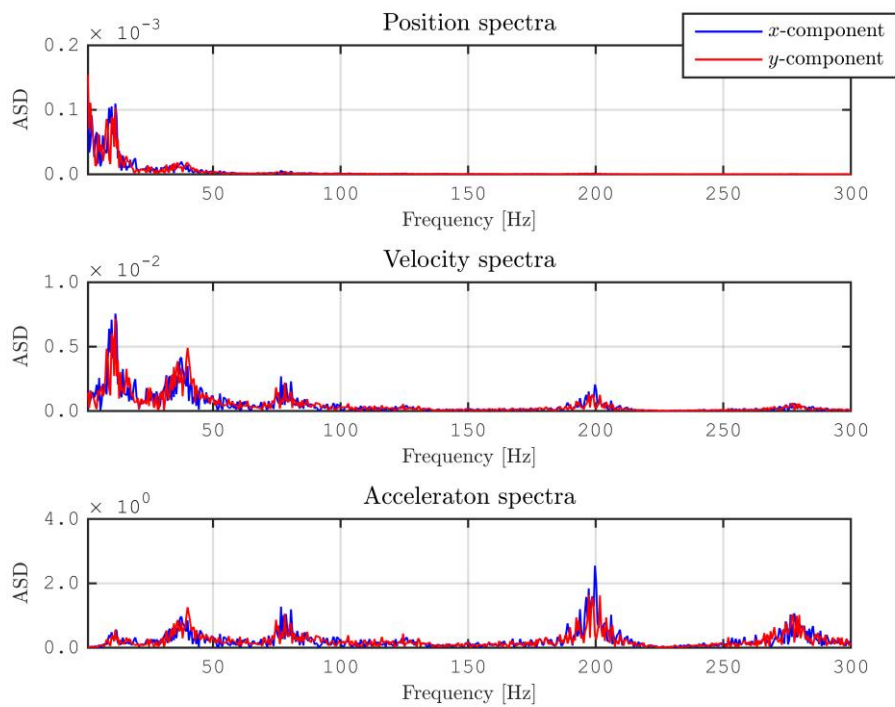 × 10⁻³
Position spectra
x-component
y-component
ASD
0.2
0.1
0.0
50 100 150 200 250 300
Frequency [Hz]
× 10⁻²
Velocity spectra
ASD
1.0
0.5
0.0
50 100 150 200 250 300
Frequency [Hz]
× 10⁰
Acceleraton spectra
ASD
4.0
2.0
0.0
50 100 150 200 250 300
Frequency [Hz]